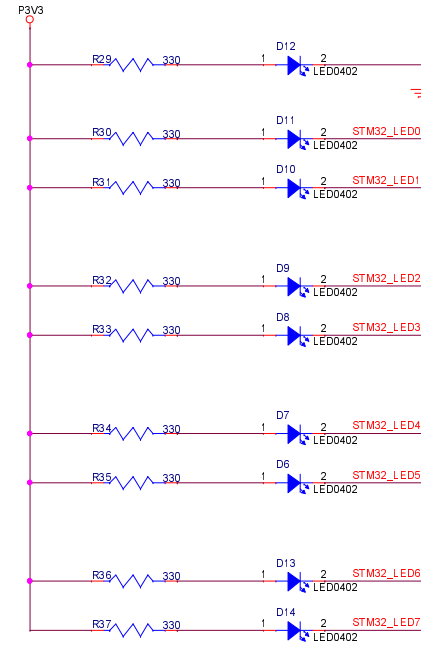 P3V3
D12
R29 330 1 2
LED0402
D11
R30 330 1 2 STM32_LED0
LED0402
D10
R31 330 1 2 STM32_LED1
LED0402
D9
R32 330 1 2 STM32_LED2
LED0402
D8
R33 330 1 2 STM32_LED3
LED0402
D7
R34 330 1 2 STM32_LED4
LED0402
D6
R35 330 1 2 STM32_LED5
LED0402
D13
R36 330 1 2 STM32_LED6
LED0402
D14
R37 330 1 2 STM32_LED7
LED0402